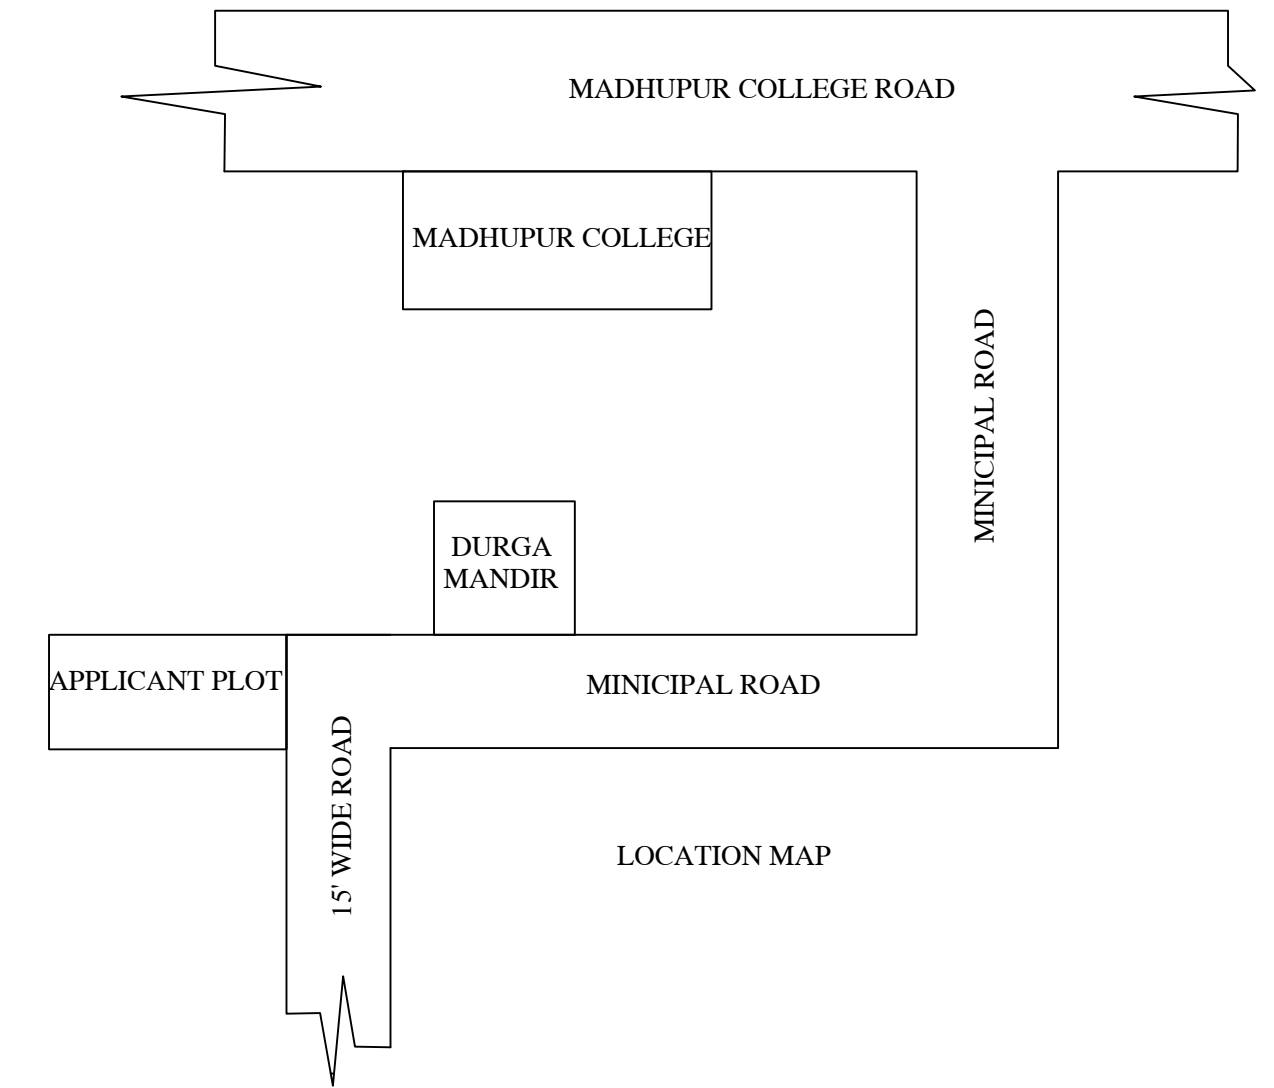 MADHUPUR COLLEGE ROAD
MADHUPUR COLLEGE
MINICIPAL ROAD
DURGA
MANDIR
APPLICANT PLOT
MINICIPAL ROAD
15' WIDE ROAD
LOCATION MAP